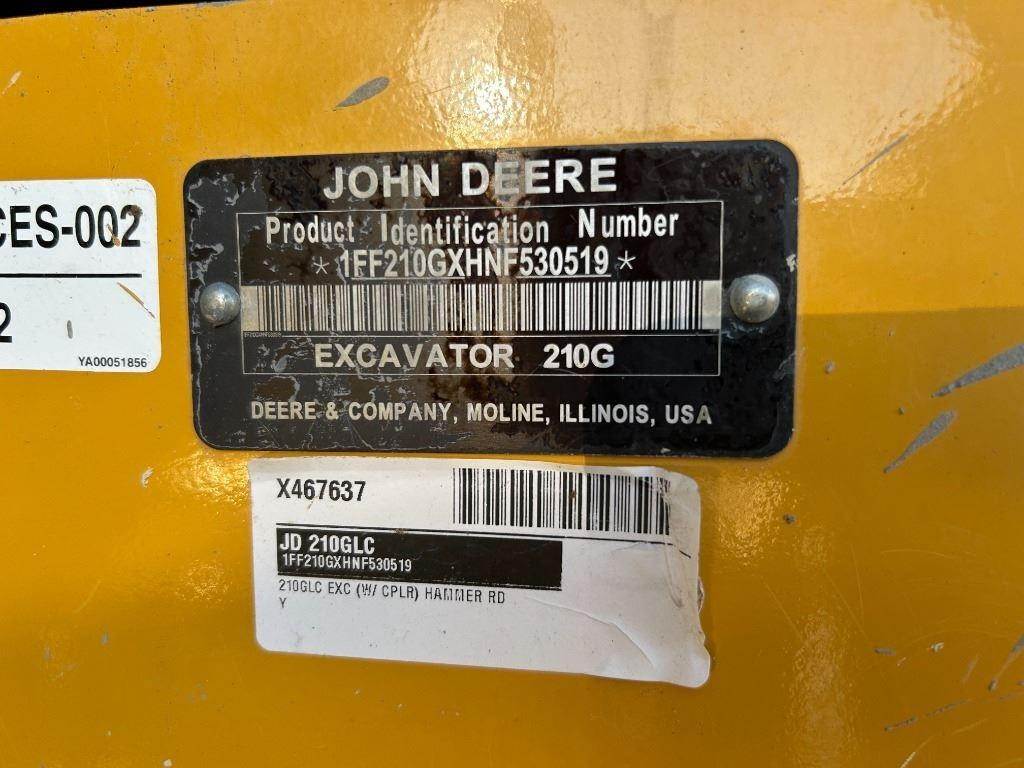 CES-002
2
YA00051856
JOHN DEERE
Product Identification Number
*1FF210GXHNF530519*
EXCAVATOR 210G
DEERE & COMPANY, MOLINE, ILLINOIS, USA
X467637
JD 210GLC
1FF210GXHNF530519
210GLC EXC (W/ CPLR) HAMMER RD
Y